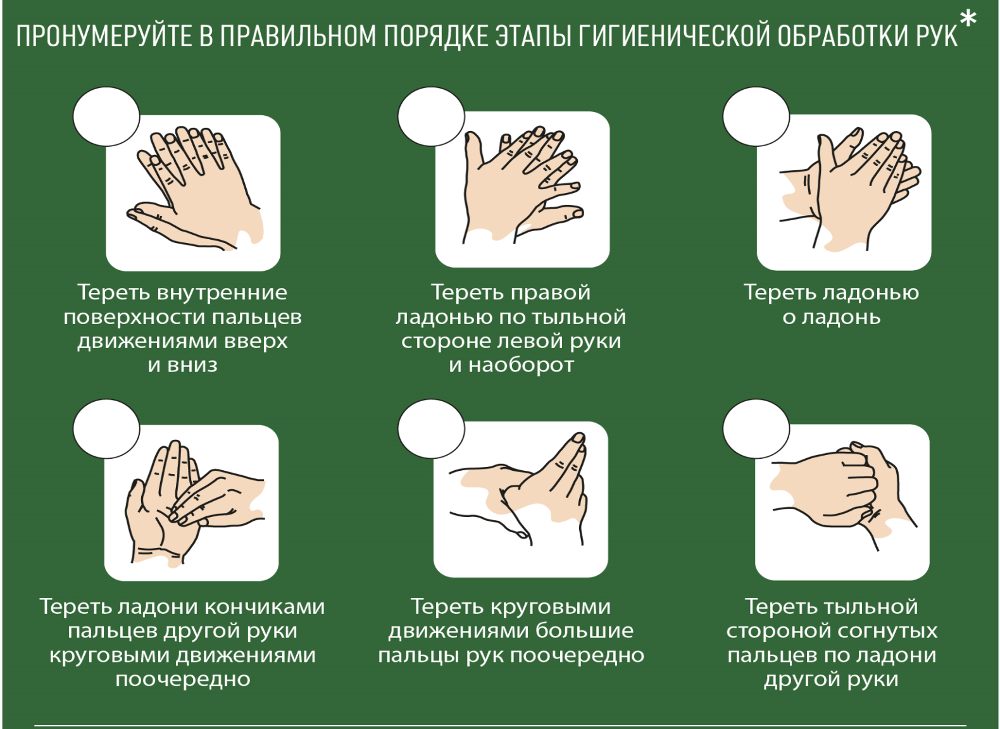 ПРОНУМЕРУЙТЕ В ПРАВИЛЬНОМ ПОРЯДКЕ ЭТАПЫ ГИГИЕНИЧЕСКОЙ ОБРАБОТКИ РУК*
Тереть внутренние
поверхности пальцев
движениями вверх
и вниз
Тереть правой
ладонью по тыльной
стороне левой руки
и наоборот
Тереть ладонью
о ладонь
Тереть ладони кончиками
пальцев другой руки
круговыми движениями
поочередно
Тереть круговыми
движениями большие
пальцы рук поочередно
Тереть тыльной
стороной согнутых
пальцев по ладони
другой руки